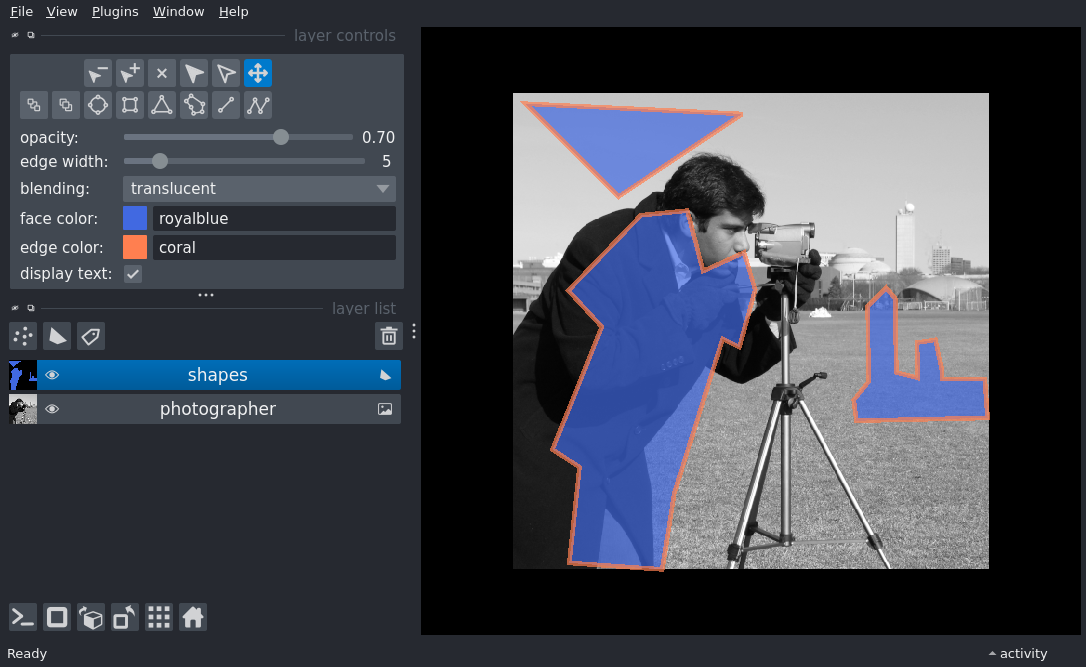 File View Plugins Window Help
layer controls
opacity: 0.70
edge width: 5
blending: translucent
face color: royalblue
edge color: coral
display text:
layer list
shapes
photographer
Ready activity